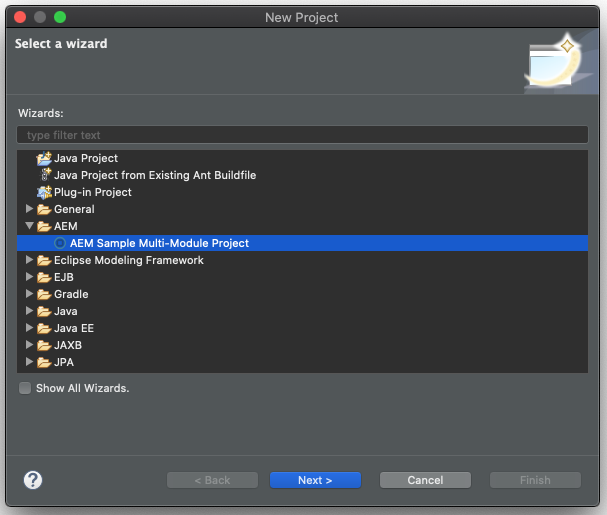 New Project
Select a wizard
Wizards:
type filter text
Java Project
Java Project from Existing Ant Buildfile
Plug-in Project
General
AEM
AEM Sample Multi-Module Project
Eclipse Modeling Framework
EJB
Gradle
Java
Java EE
JAXB
JPA
Show All Wizards.
? < Back Next > Cancel Finish